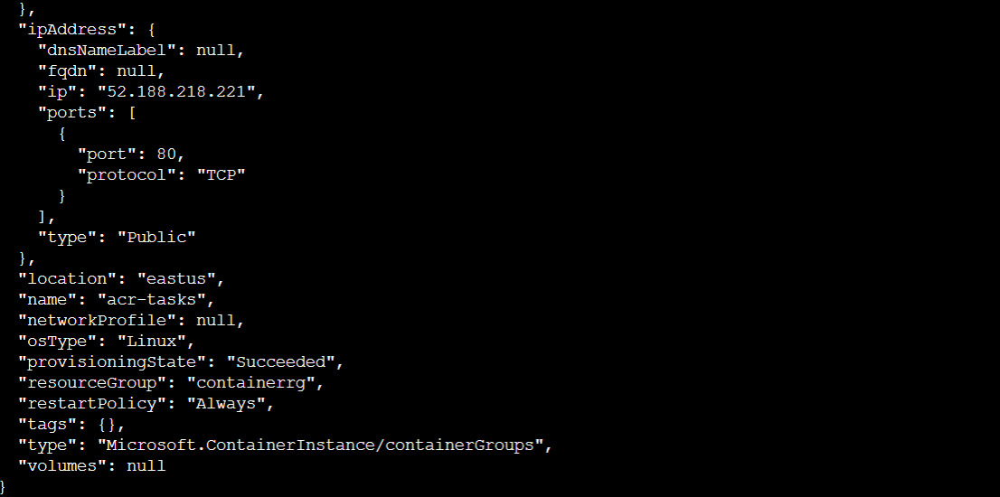 },
"ipAddress": {
"dnsNameLabel": null,
"fqdn": null,
"ip": "52.188.218.221",
"ports": [
{
"port": 80,
"protocol": "TCP"
}
],
"type": "Public"
},
"location": "eastus",
"name": "acr-tasks",
"networkProfile": null,
"osType": "Linux",
"provisioningState": "Succeeded",
"resourceGroup": "containerrg",
"restartPolicy": "Always",
"tags": {},
"type": "Microsoft.ContainerInstance/containerGroups",
"volumes": null
}